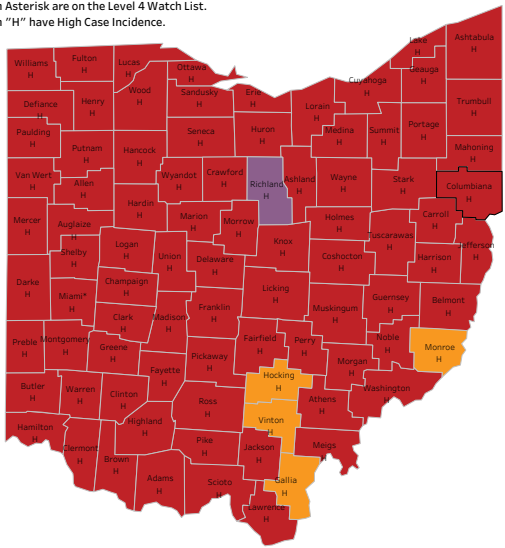 n Asterisk are on the Level 4 Watch List.
n "H" have High Case Incidence.
Lake
H
Ashtabula
H
Geauga
H
Williams
H
Fulton
H
Lucas
H
Ottawa
H
Wood
H
Sandusky
H
Erie
H
Cuyahoga
H
Lorain
H
Trumbull
H
Defiance
H
Henry
H
Portage
H
Summit
H
Medina
H
Huron
H
Seneca
H
Paulding
H
Putnam
H
Hancock
H
Mahoning
H
Van Wert
H
Allen
H
Wyandot
H
Crawford
H
Richland
H
Ashland
H
Wayne
H
Stark
H
Columbiana
H
Hardin
H
Mercer
H
Auglaize
H
Marion
H
Morrow
H
Holmes
H
Carroll
H
Tuscarawas
H
Jefferson
H
Shelby
H
Logan
H
Union
H
Delaware
H
Knox
H
Coshocton
H
Harrison
H
Darke
H
Miami*
H
Champaign
H
Licking
H
Guernsey
H
Belmont
H
Clark
H
Madison
H
Franklin
H
Muskingum
H
Preble
H
Montgomery
H
Greene
H
Fairfield
H
Perry
H
Noble
H
Monroe
H
Pickaway
H
Morgan
H
Fayette
H
Hocking
H
Butler
H
Warren
H
Clinton
H
Ross
H
Athens
H
Washington
H
Hamilton
H
Highland
H
Vinton
H
Clermont
H
Brown
H
Pike
H
Jackson
H
Meigs
H
Adams
H
Scioto
H
Gallia
H
Lawrence
H